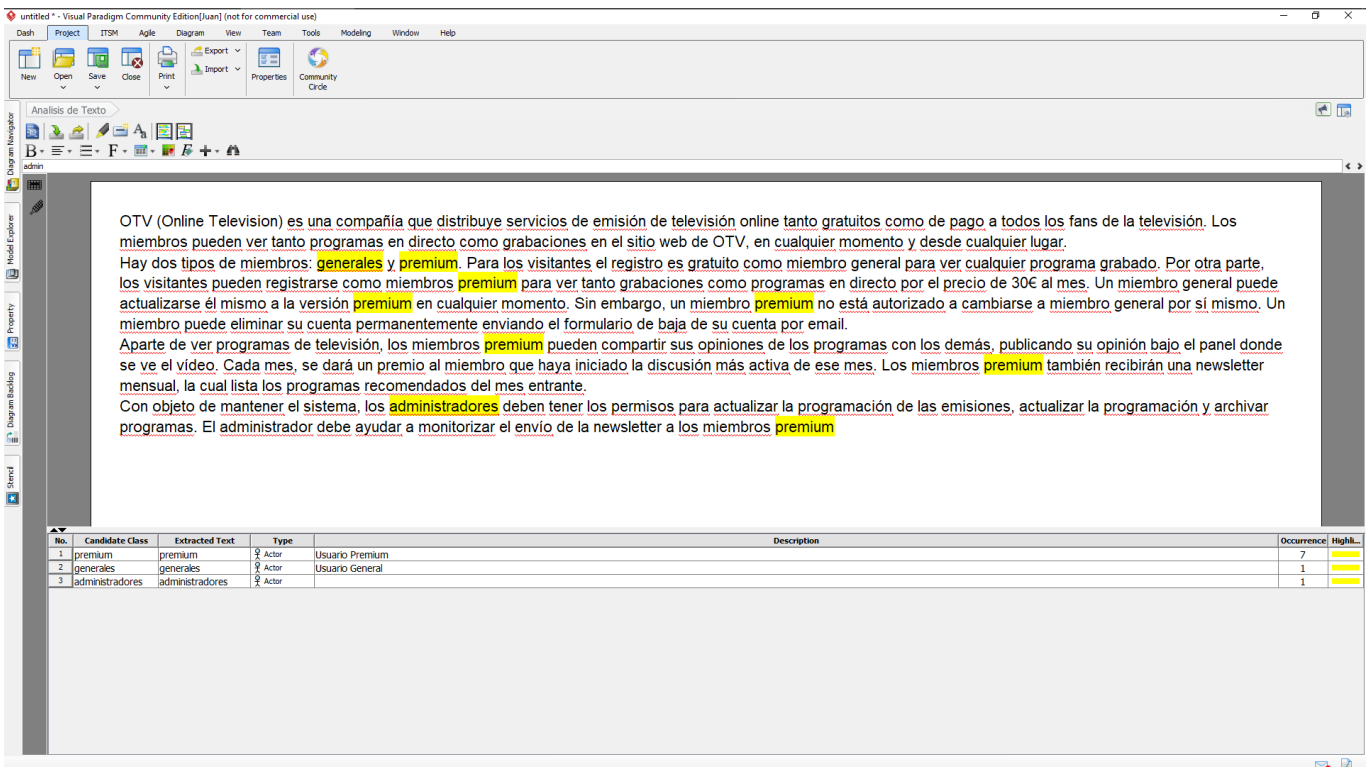 untitled * - Visual Paradigm Community Edition[Juan] (not for commercial use)
Dash Project ITSM Agile Diagram View Team Tools Modeling Window Help
New Open Save Close Print Export Import Properties Community Circle
Analisis de Texto
admin
Diagram Navigator
Model Explorer
Property
Diagram Backlog
Stencil
OTV (Online Television) es una compañía que distribuye servicios de emisión de televisión online tanto gratuitos como de pago a todos los fans de la televisión. Los
miembros pueden ver tanto programas en directo como grabaciones en el sitio web de OTV, en cualquier momento y desde cualquier lugar.
Hay dos tipos de miembros: generales y premium. Para los visitantes el registro es gratuito como miembro general para ver cualquier programa grabado. Por otra parte,
los visitantes pueden registrarse como miembros premium para ver tanto grabaciones como programas en directo por el precio de 30€ al mes. Un miembro general puede
actualizarse él mismo a la versión premium en cualquier momento. Sin embargo, un miembro premium no está autorizado a cambiarse a miembro general por sí mismo. Un
miembro puede eliminar su cuenta permanentemente enviando el formulario de baja de su cuenta por email.
Aparte de ver programas de televisión, los miembros premium pueden compartir sus opiniones de los programas con los demás, publicando su opinión bajo el panel donde
se ve el vídeo. Cada mes, se dará un premio al miembro que haya iniciado la discusión más activa de ese mes. Los miembros premium también recibirán una newsletter
mensual, la cual lista los programas recomendados del mes entrante.
Con objeto de mantener el sistema, los administradores deben tener los permisos para actualizar la programación de las emisiones, actualizar la programación y archivar
programas. El administrador debe ayudar a monitorizar el envío de la newsletter a los miembros premium
No. Candidate Class Extracted Text Type Description Occurrence Highli...
1 premium premium Actor Usuario Premium 7
2 generales generales Actor Usuario General 1
3 administradores administradores Actor 1